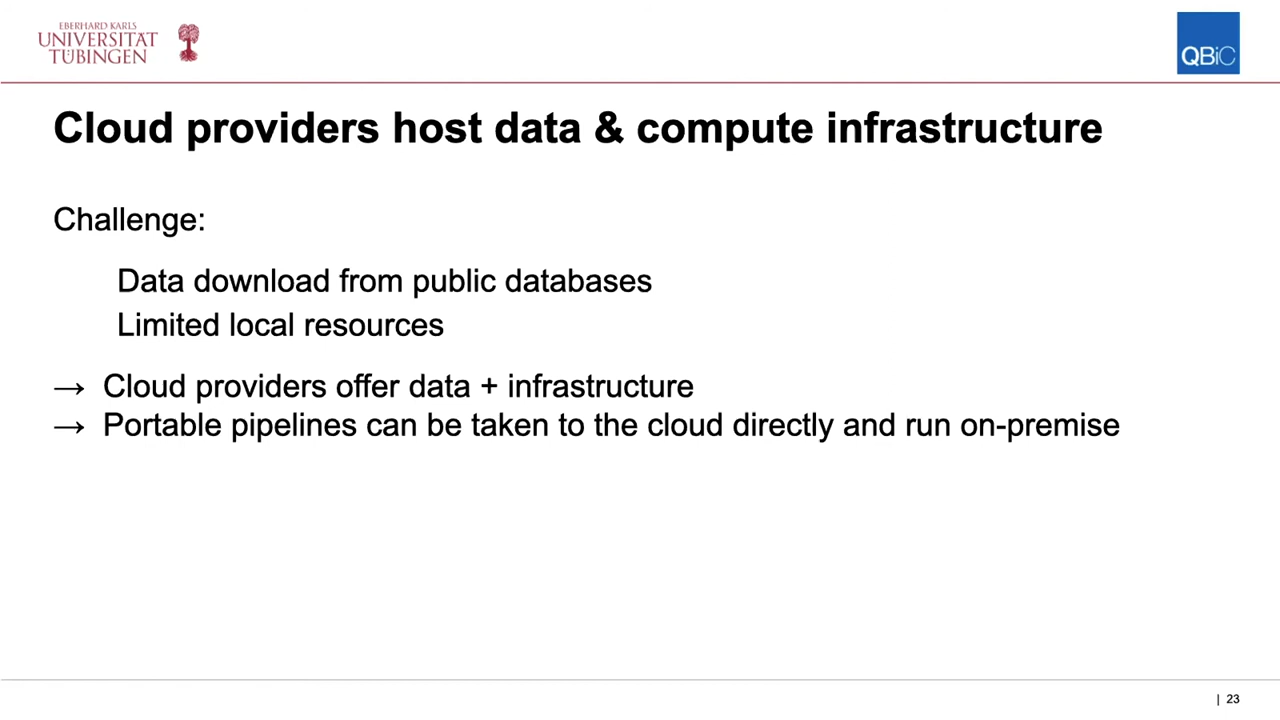 EBERHARD KARLS
UNIVERSITÄT
TÜBINGEN
QBiC
Cloud providers host data & compute infrastructure
Challenge:
Data download from public databases
Limited local resources
→ Cloud providers offer data + infrastructure
→ Portable pipelines can be taken to the cloud directly and run on-premise
| 23